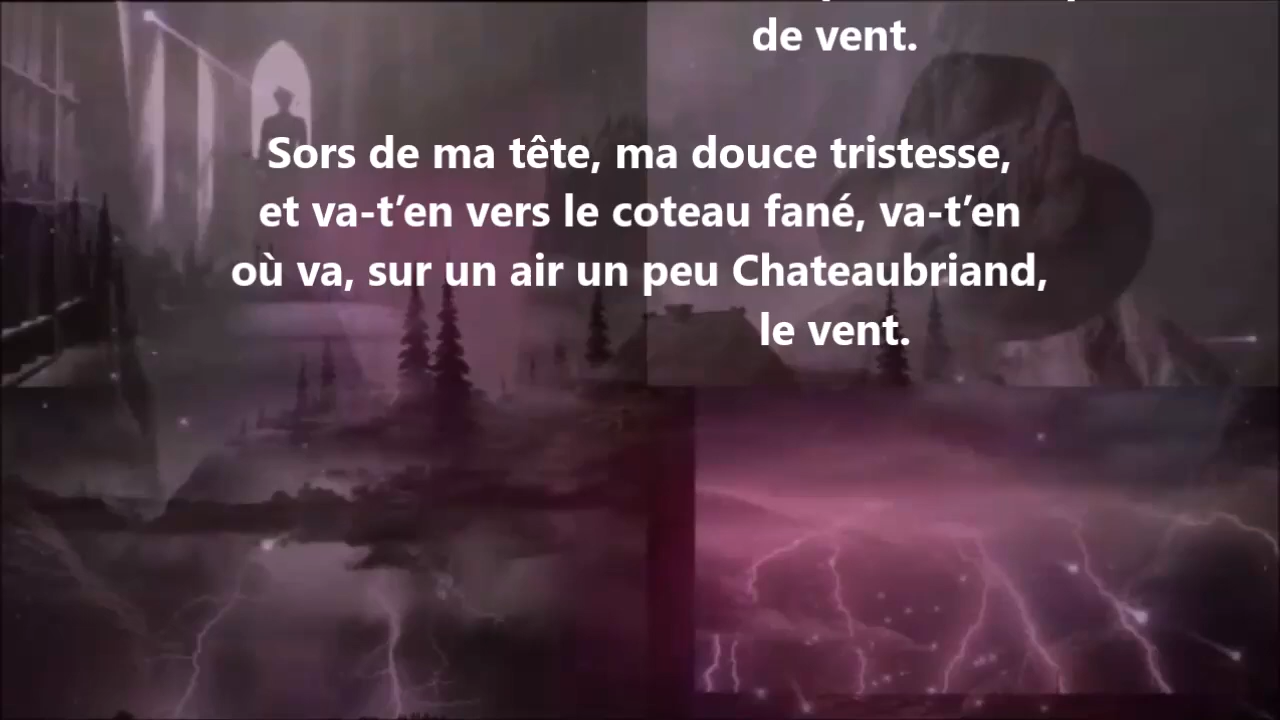 de vent.
Sors de ma tête, ma douce tristesse,
et va-t’en vers le coteau fané, va-t’en
où va, sur un air un peu Chateaubriand,
le vent.